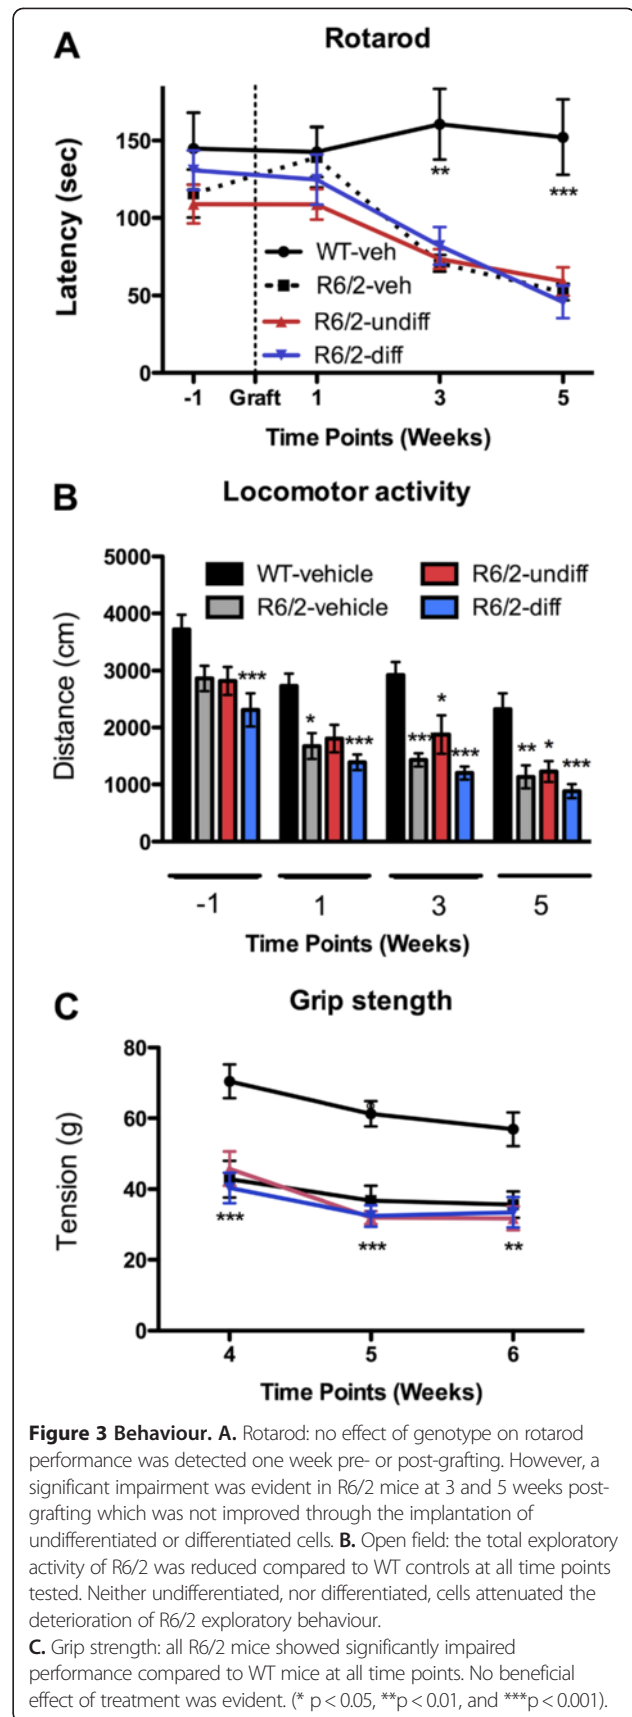 A
Rotarod
Latency (sec)
150
100
50
0
**
***
WT-veh
R6/2-veh
R6/2-undiff
R6/2-diff
-1 Graft 1 3 5
Time Points (Weeks)
B
Locomotor activity
Distance (cm)
5000
4000
3000
2000
1000
0
WT-vehicle
R6/2-vehicle
R6/2-undiff
R6/2-diff
***
*
***
***
*
***
**
*
***
-1 1 3 5
Time Points (Weeks)
C
Grip stength
Tension (g)
80
60
40
20
0
***
***
**
4 5 6
Time Points (Weeks)
Figure 3 Behaviour. A. Rotarod: no effect of genotype on rotarod
performance was detected one week pre- or post-grafting. However, a
significant impairment was evident in R6/2 mice at 3 and 5 weeks post-
grafting which was not improved through the implantation of
undifferentiated or differentiated cells. B. Open field: the total exploratory
activity of R6/2 was reduced compared to WT controls at all time points
tested. Neither undifferentiated, nor differentiated, cells attenuated the
deterioration of R6/2 exploratory behaviour.
C. Grip strength: all R6/2 mice showed significantly impaired
performance compared to WT mice at all time points. No beneficial
effect of treatment was evident. (* p < 0.05, **p < 0.01, and ***p < 0.001).